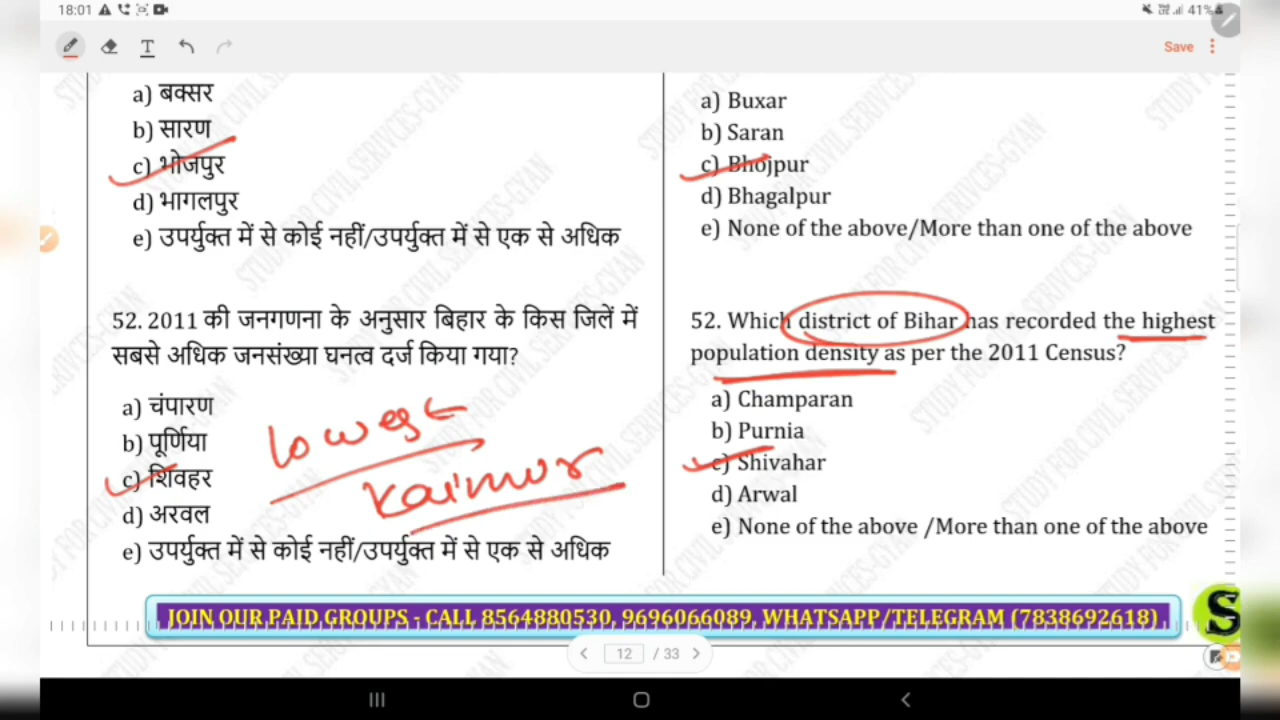 18:01
41%
T
Save
a) बक्सर
b) सारण
c) भोजपुर
d) भागलपुर
e) उपर्युक्त में से कोई नहीं/उपर्युक्त में से एक से अधिक
52. 2011 की जनगणना के अनुसार बिहार के किस जिलें में
सबसे अधिक जनसंख्या घनत्व दर्ज किया गया?
a) चंपारण
b) पूर्णिया
c) शिवहर
d) अरवल
e) उपर्युक्त में से कोई नहीं/उपर्युक्त में से एक से अधिक
lowest
kaimur
a) Buxar
b) Saran
c) Bhojpur
d) Bhagalpur
e) None of the above/More than one of the above
52. Which district of Bihar has recorded the highest
population density as per the 2011 Census?
a) Champaran
b) Purnia
c) Shivahar
d) Arwal
e) None of the above /More than one of the above
JOIN OUR PAID GROUPS - CALL 8564880530, 9696066089, WHATSAPP/TELEGRAM (7838692618)
S
12 / 33